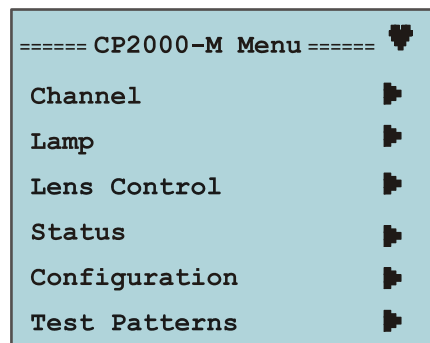 ====== CP2000-M Menu ====== ♥
Channel
Lamp
Lens Control
Status
Configuration
Test Patterns